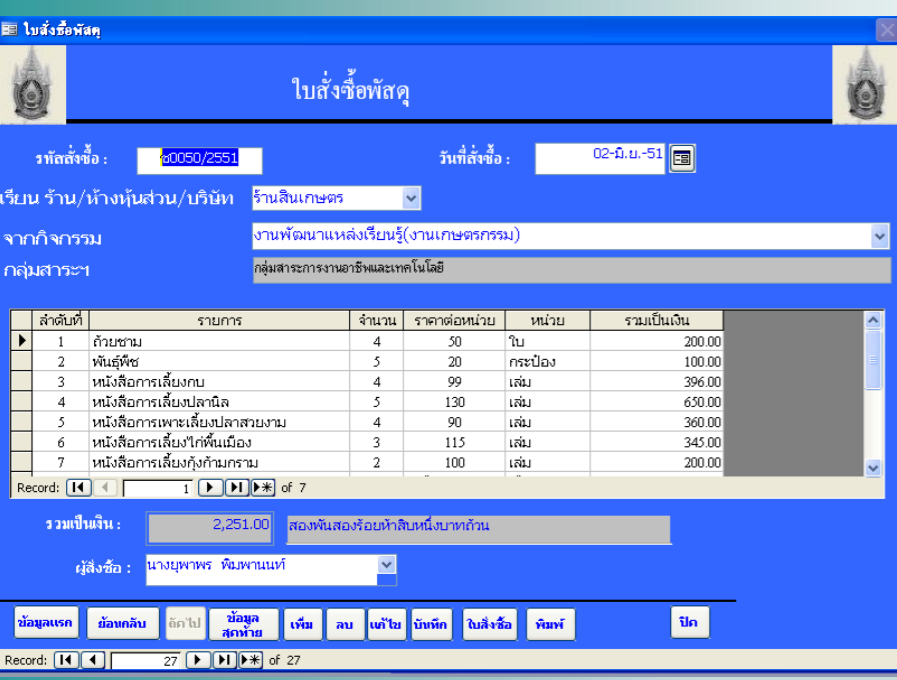 ใบสั่งซื้อพัสดุ
ใบสั่งซื้อพัสดุ
รหัสสั่งซื้อ : ช0050/2551 วันที่สั่งซื้อ : 02-มิ.ย.-51
เรียน ร้าน/ห้างหุ้นส่วน/บริษัท ร้านสินเกษตร
จากกิจกรรม งานพัฒนาแหล่งเรียนรู้(งานเกษตรกรรม)
กลุ่มสาระฯ กลุ่มสาระการงานอาชีพและเทคโนโลยี
ลำดับที่ รายการ จำนวน ราคาต่อหน่วย หน่วย รวมเป็นเงิน
1 ถ้วยชาม 4 50 ใบ 200.00
2 พันธุ์พืช 5 20 กระป๋อง 100.00
3 หนังสือการเลี้ยงกบ 4 99 เล่ม 396.00
4 หนังสือการเลี้ยงปลานิล 5 130 เล่ม 650.00
5 หนังสือการเพาะเลี้ยงปลาสวยงาม 4 90 เล่ม 360.00
6 หนังสือการเลี้ยงไก่พื้นเมือง 3 115 เล่ม 345.00
7 หนังสือการเลี้ยงกุ้งก้ามกราม 2 100 เล่ม 200.00
Record: 1 of 7
รวมเป็นเงิน : 2,251.00 สองพันสองร้อยห้าสิบหนึ่งบาทถ้วน
ผู้สั่งซื้อ : นางยุพาพร พิมพานนท์
ข้อมูลแรก ย้อนกลับ ถัดไป ข้อมูลสุดท้าย เพิ่ม ลบ แก้ไข บันทึก ใบสั่งซื้อ พิมพ์ ปิด
Record: 27 of 27